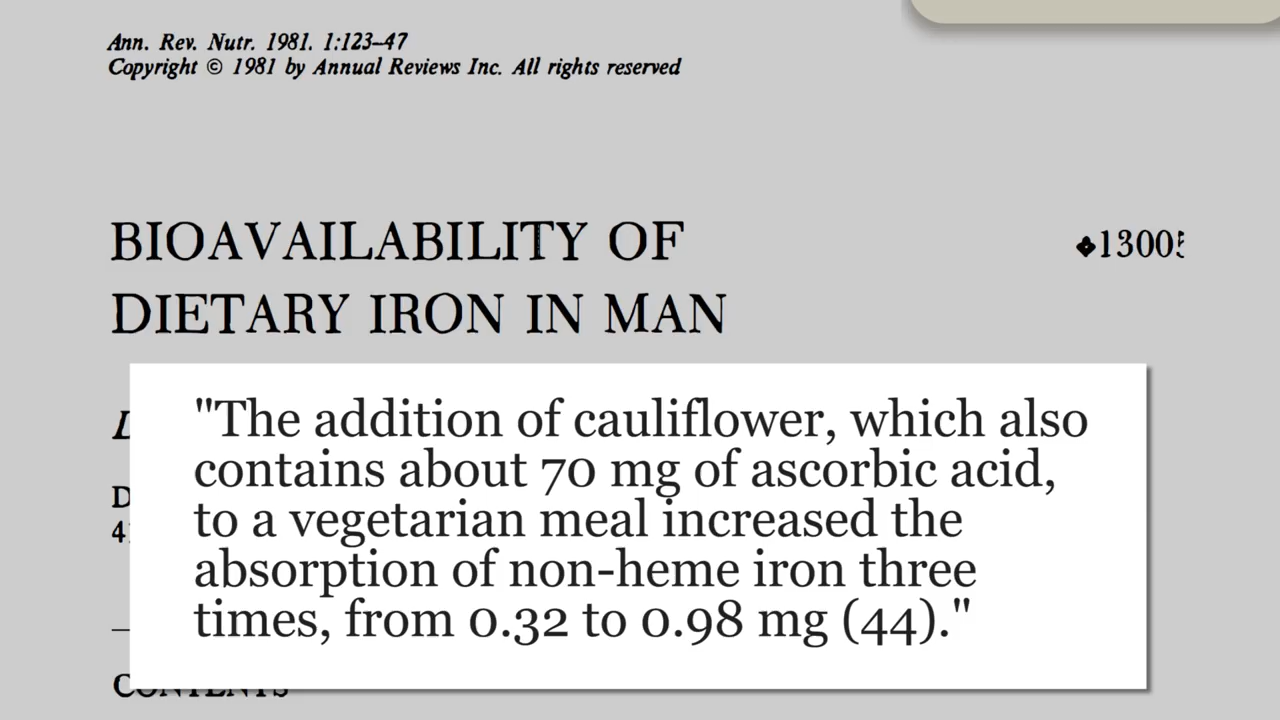 Ann. Rev. Nutr. 1981. 1:123–47
Copyright © 1981 by Annual Reviews Inc. All rights reserved
BIOAVAILABILITY OF
DIETARY IRON IN MAN
"The addition of cauliflower, which also
contains about 70 mg of ascorbic acid,
to a vegetarian meal increased the
absorption of non-heme iron three
times, from 0.32 to 0.98 mg (44)."
CONTENTS